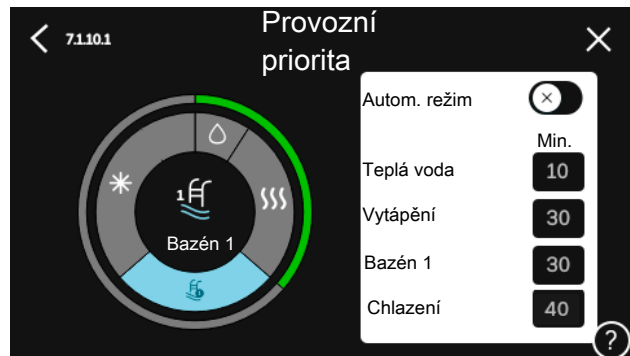 7.1.10.1
Provozní
priorita
Autom. režim
Min.
Teplá voda
10
Vytápění
30
Bazén 1
30
Chlazení
40
1
Bazén 1
?